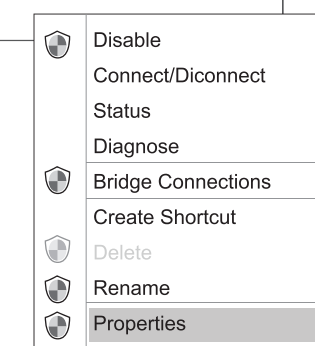 Disable
Connect/Diconnect
Status
Diagnose
Bridge Connections
Create Shortcut
Delete
Rename
Properties